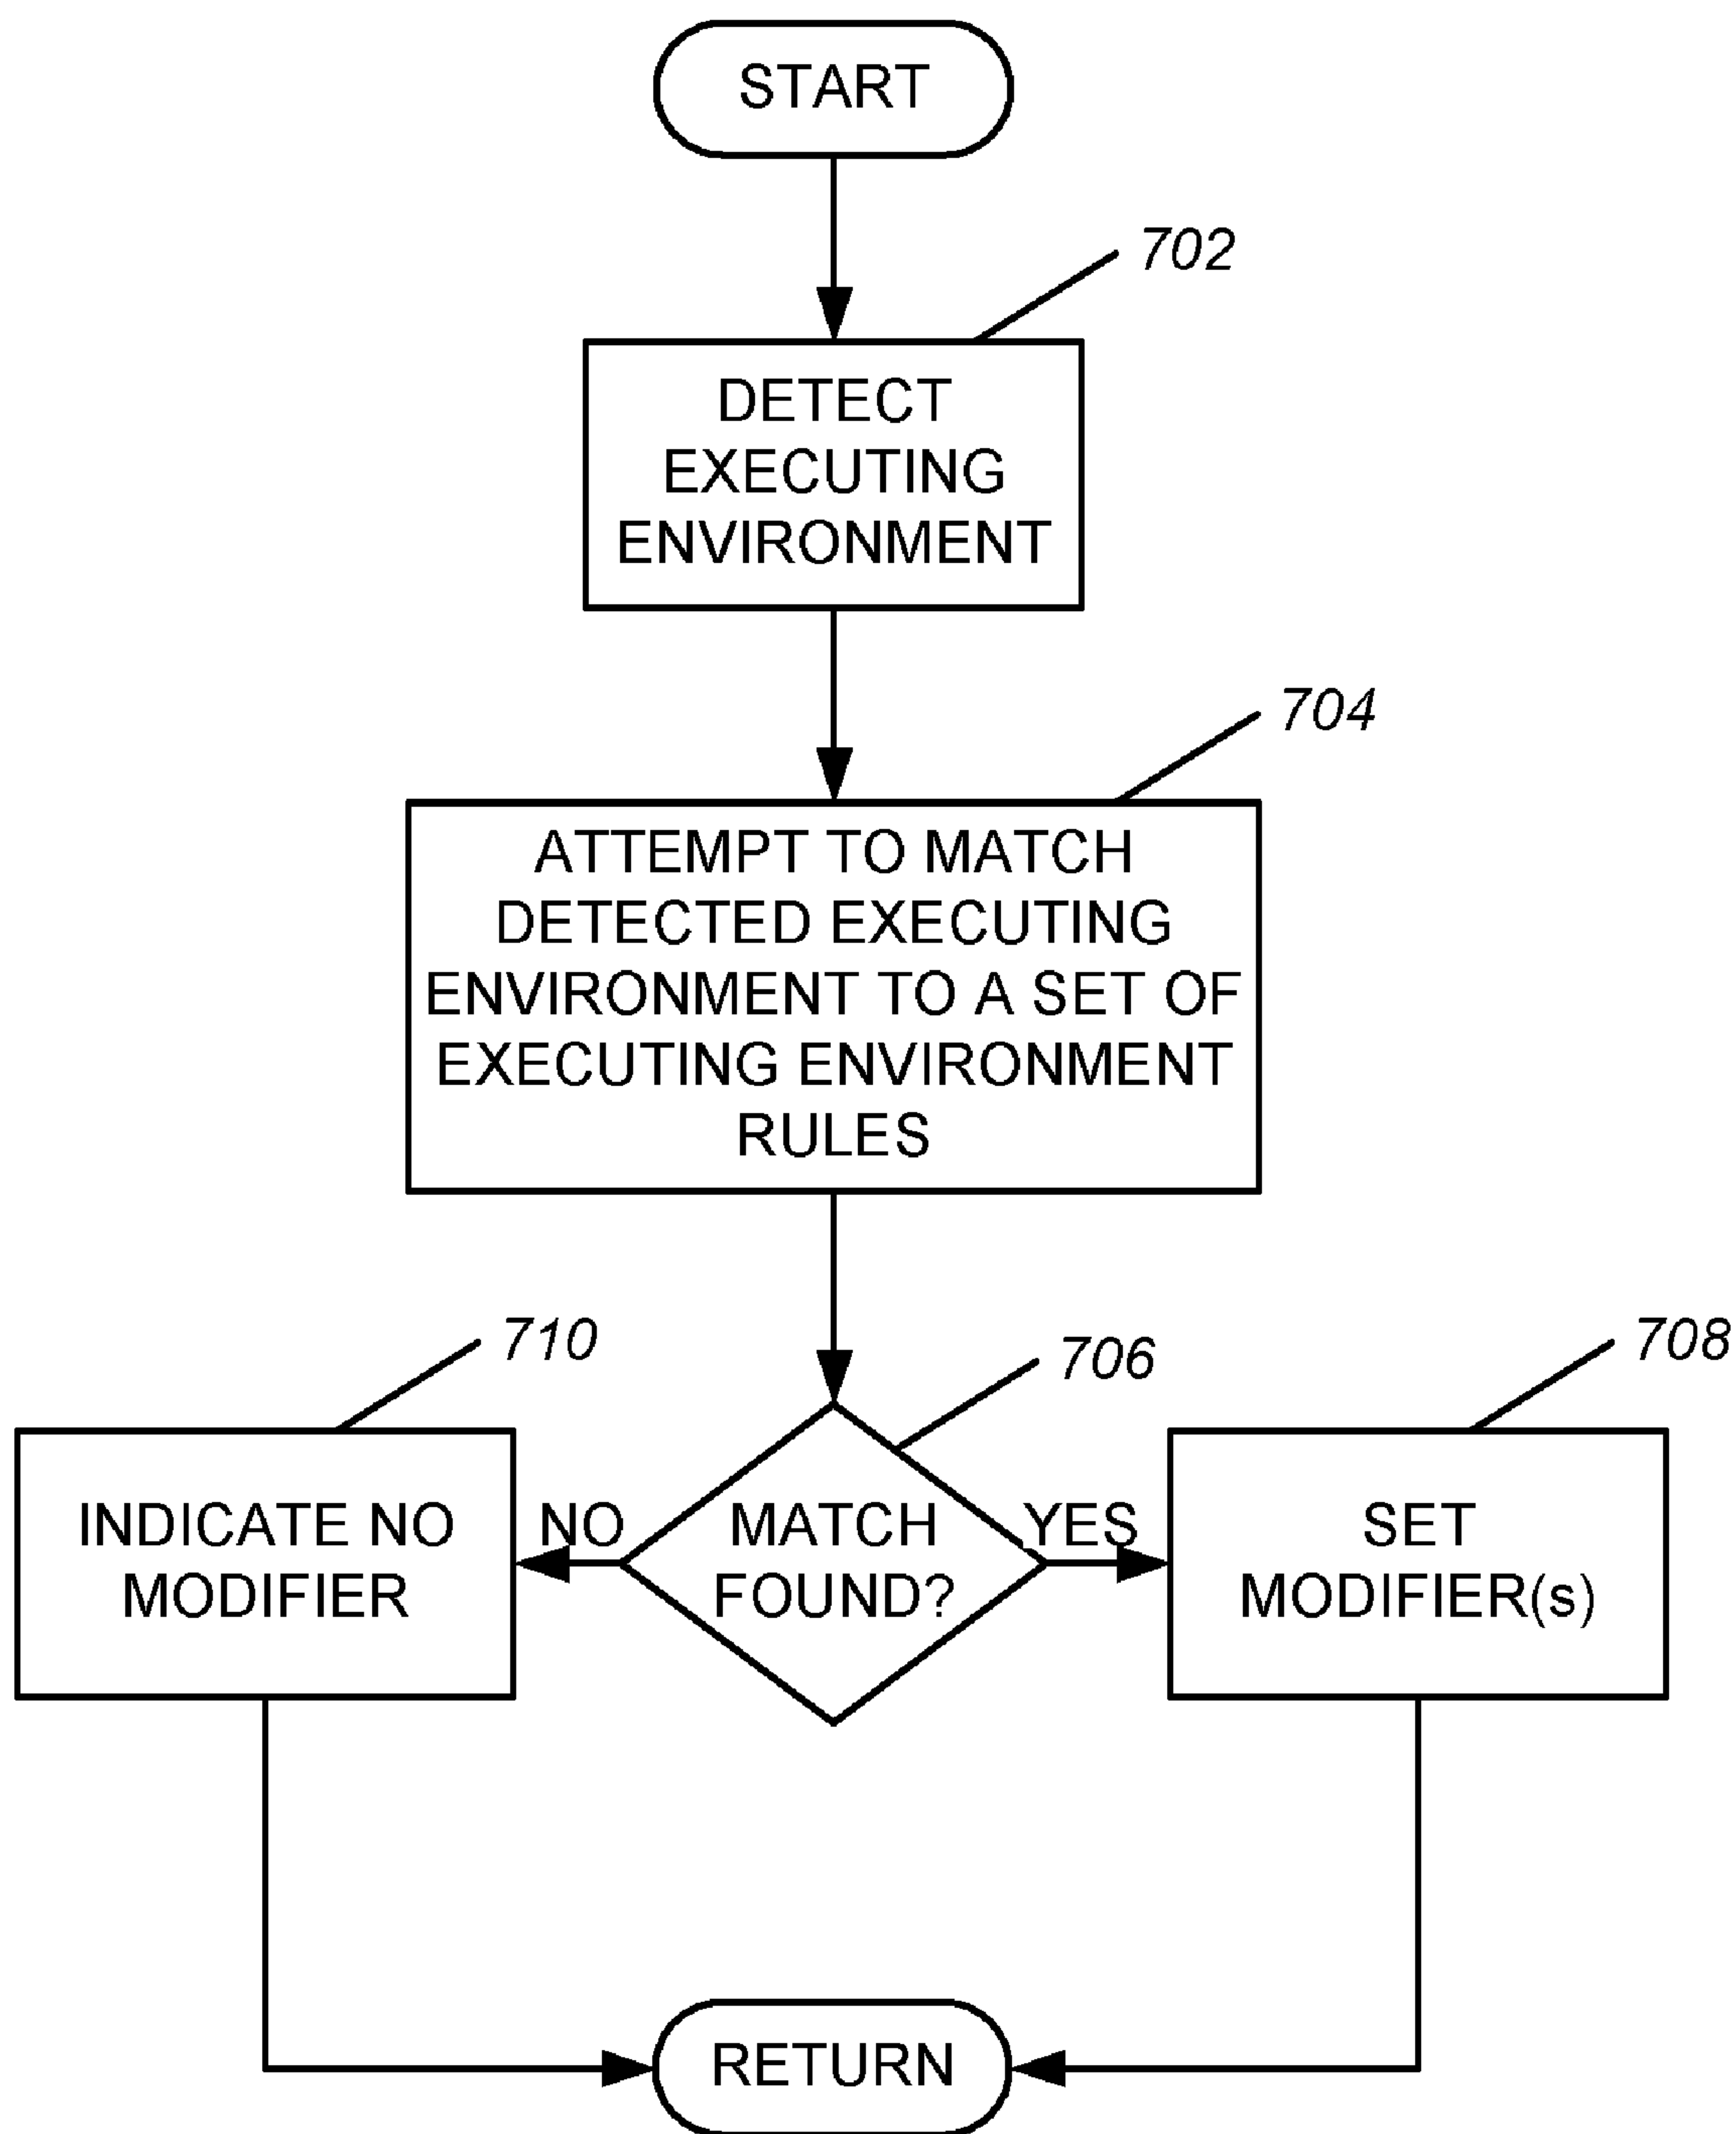 START
702
DETECT
EXECUTING
ENVIRONMENT
704
ATTEMPT TO MATCH
DETECTED EXECUTING
ENVIRONMENT TO A SET OF
EXECUTING ENVIRONMENT
RULES
710
706
708
INDICATE NO
MODIFIER
NO
MATCH
FOUND?
YES
SET
MODIFIER(s)
RETURN